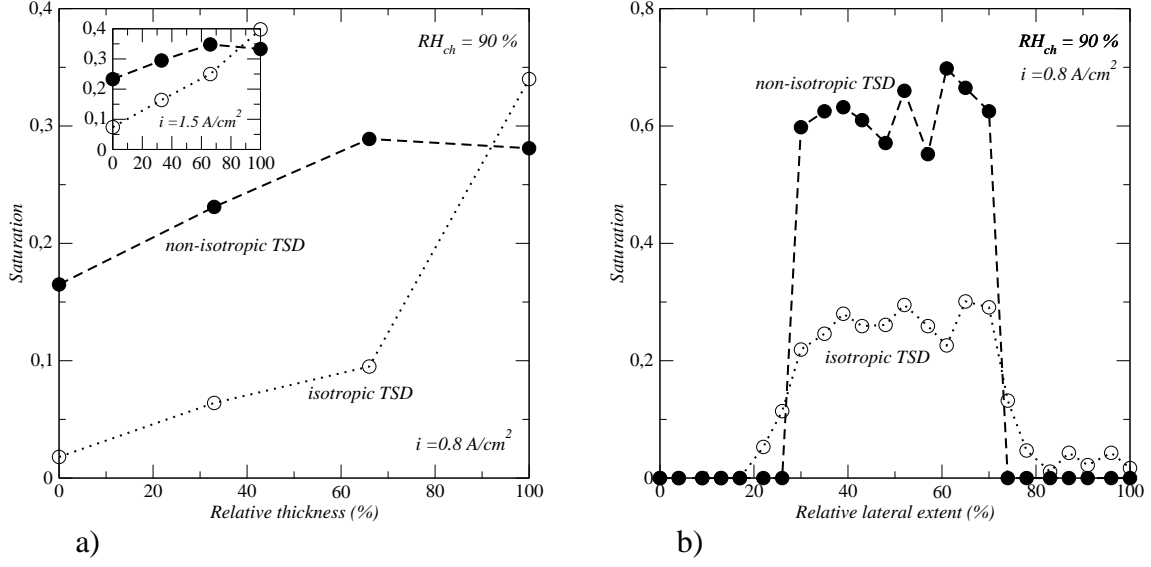 0,4
0,3
0,2
0,1
0
Saturation
0
20
40
60
80
100
Relative thickness (%)
RH_ch = 90 %
non-isotropic TSD
isotropic TSD
i =0.8 A/cm^2
0,4
0,3
0,2
0,1
0
0
20
40
60
80
100
i =1.5 A/cm^2
a)
0,8
0,6
0,4
0,2
0
Saturation
0
20
40
60
80
100
Relative lateral extent (%)
RH_ch = 90 %
i =0.8 A/cm^2
non-isotropic TSD
isotropic TSD
b)